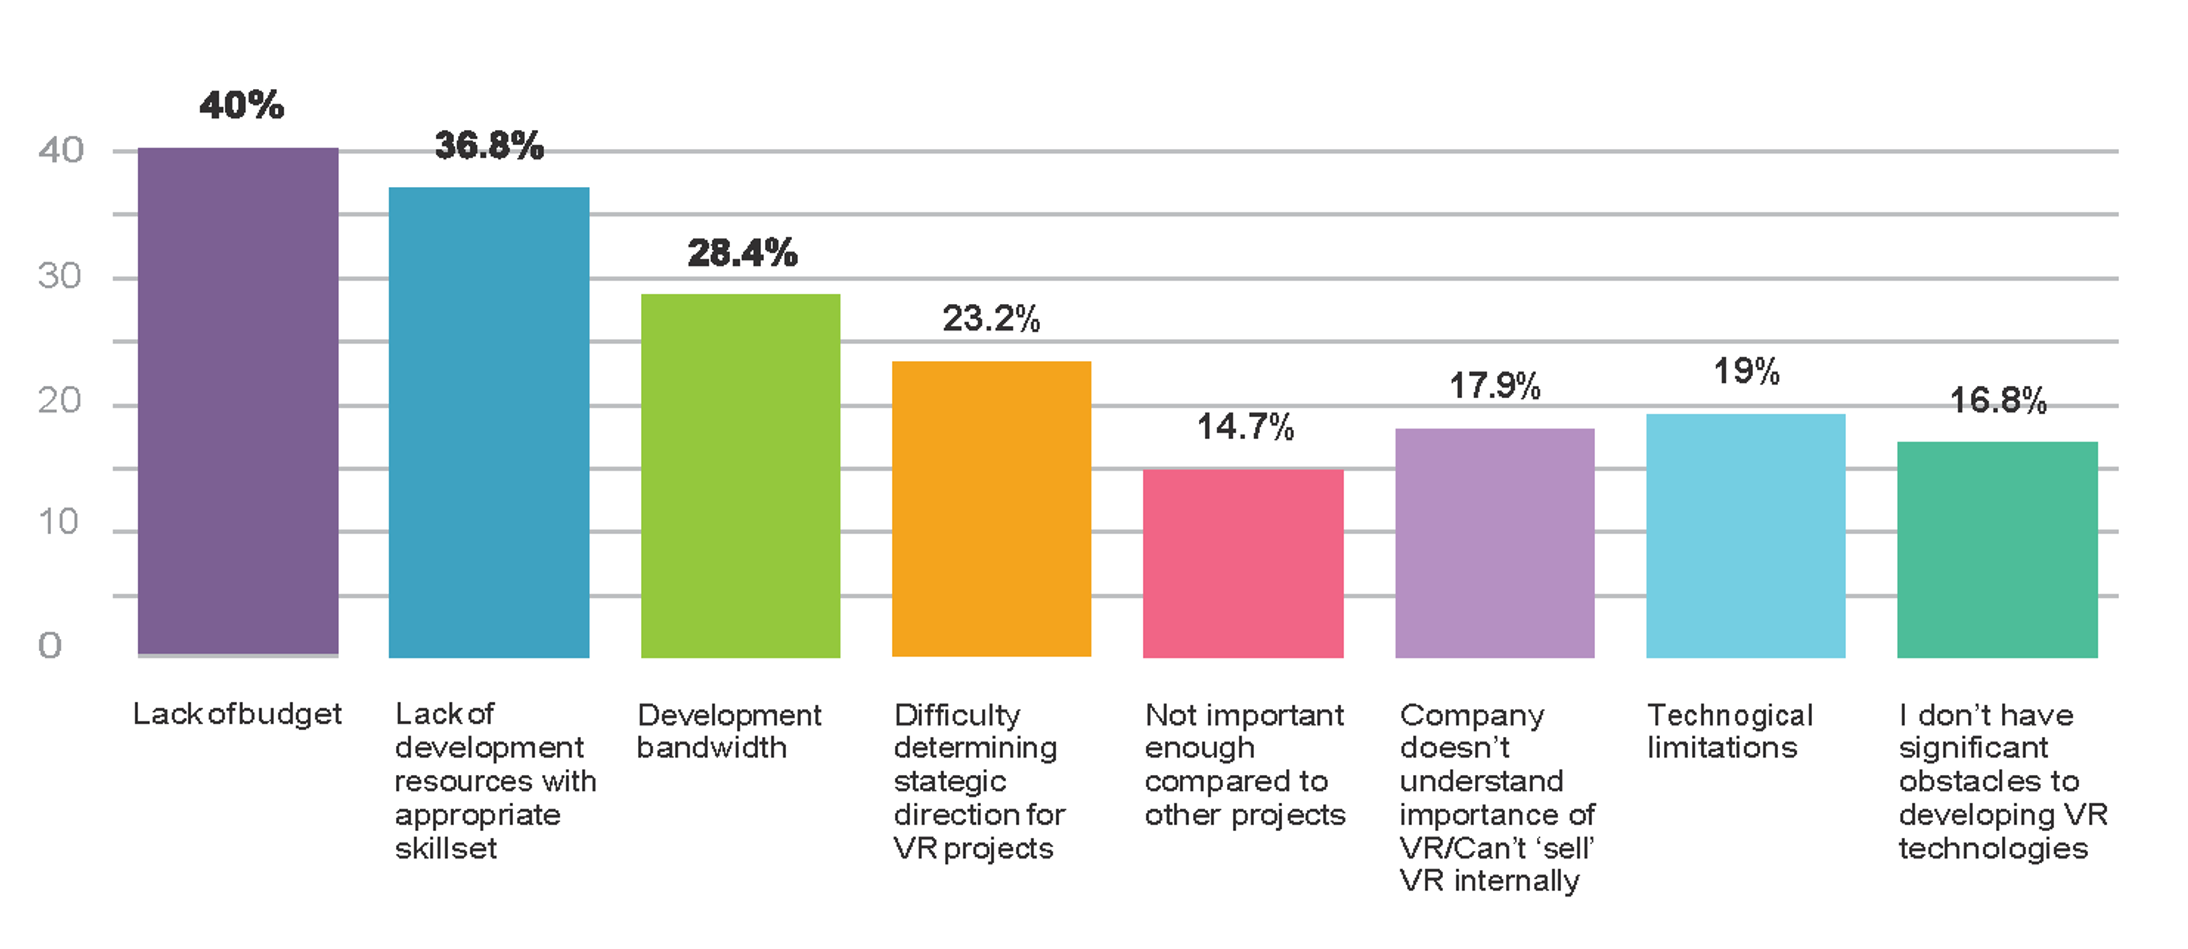 40%
36.8%
28.4%
23.2%
14.7%
17.9%
19%
16.8%
40
30
20
10
0
Lack of budget
Lack of
development
resources with
appropriate
skillset
Development
bandwidth
Difficulty
determining
stategic
direction for
VR projects
Not important
enough
compared to
other projects
Company
doesn’t
understand
importance of
VR/Can’t ‘sell’
VR internally
Technogical
limitations
I don’t have
significant
obstacles to
developing VR
technologies